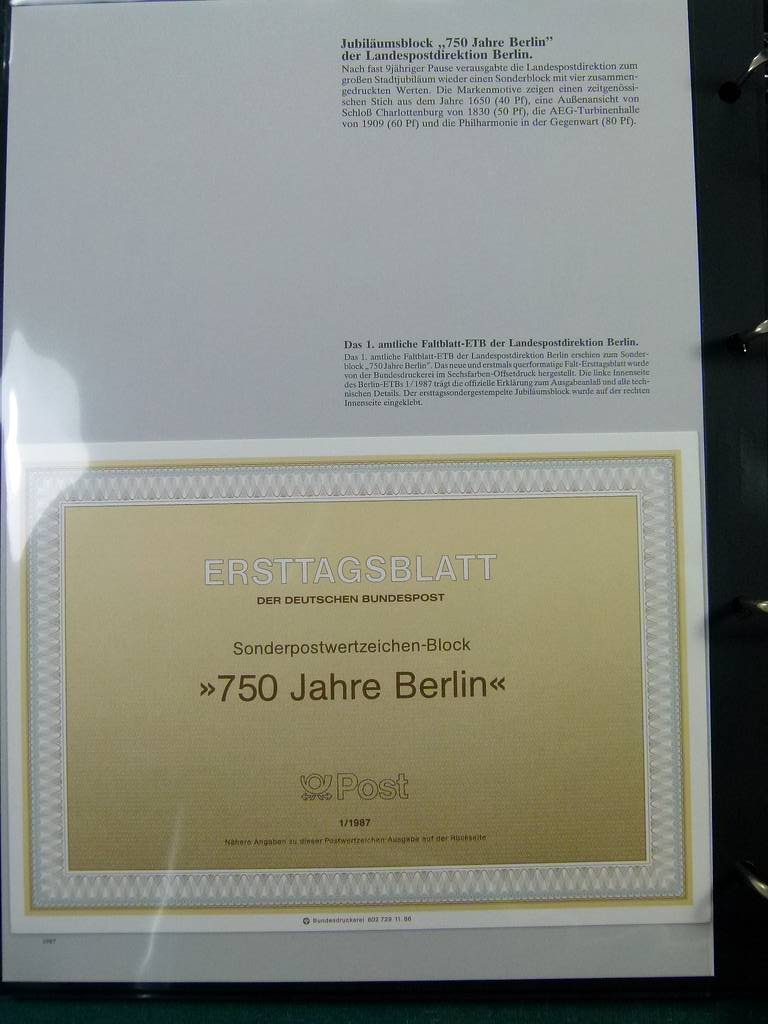 Jubiläumsblock „750 Jahre Berlin”
der Landespostdirektion Berlin.
Nach fast 9jähriger Pause verausgabte die Landespostdirektion zum
großen Stadtjubiläum wieder einen Sonderblock mit vier zusammen-
gedruckten Werten. Die Markenmotive zeigen einen zeitgenössi-
schen Stich aus dem Jahre 1650 (40 Pf), eine Außenansicht von
Schloß Charlottenburg von 1830 (50 Pf), die AEG-Turbinenhalle
von 1909 (60 Pf) und die Philharmonie in der Gegenwart (80 Pf).
Das 1. amtliche Faltblatt-ETB der Landespostdirektion Berlin.
Das 1. amtliche Faltblatt-ETB der Landespostdirektion Berlin erschien zum Sonder-
block „750 Jahre Berlin”. Das neue und erstmals querformatige Falt-Ersttagsblatt wurde
von der Bundesdruckerei im Sechsfarben-Offsetdruck hergestellt. Die linke Innenseite
des Berlin-ETBs 1/1987 trägt die offizielle Erklärung zum Ausgabeanlaß und alle tech-
nischen Details. Der ersttagssondergestempelte Jubiläumsblock wurde auf der rechten
Innenseite eingeklebt.
ERSTTAGSBLATT
DER DEUTSCHEN BUNDESPOST
Sonderpostwertzeichen-Block
»750 Jahre Berlin«
Post
1/1987
Nähere Angaben zu dieser Postwertzeichen-Ausgabe auf der Rückseite
Bundesdruckerei 602 729 11.86
1987